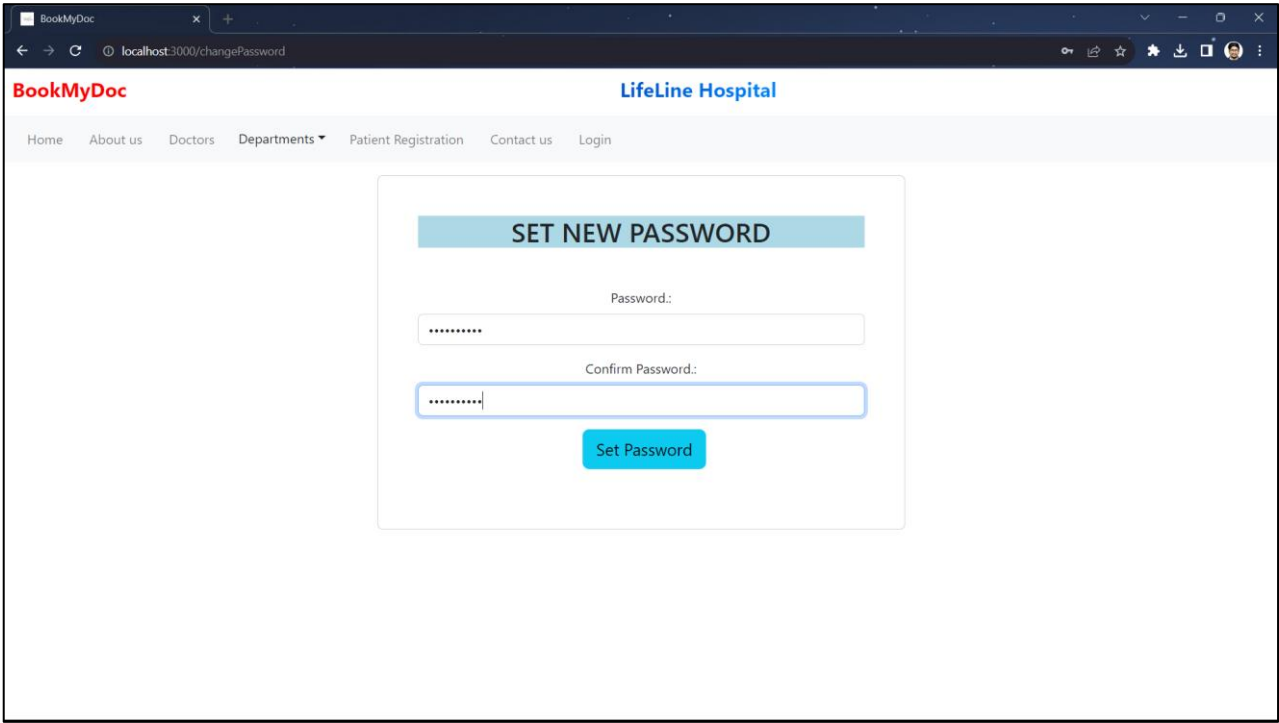 BookMyDoc
localhost:3000/changePassword
BookMyDoc LifeLine Hospital
Home About us Doctors Departments Patient Registration Contact us Login
SET NEW PASSWORD
Password.:
••••••••••
Confirm Password.:
••••••••••
Set Password